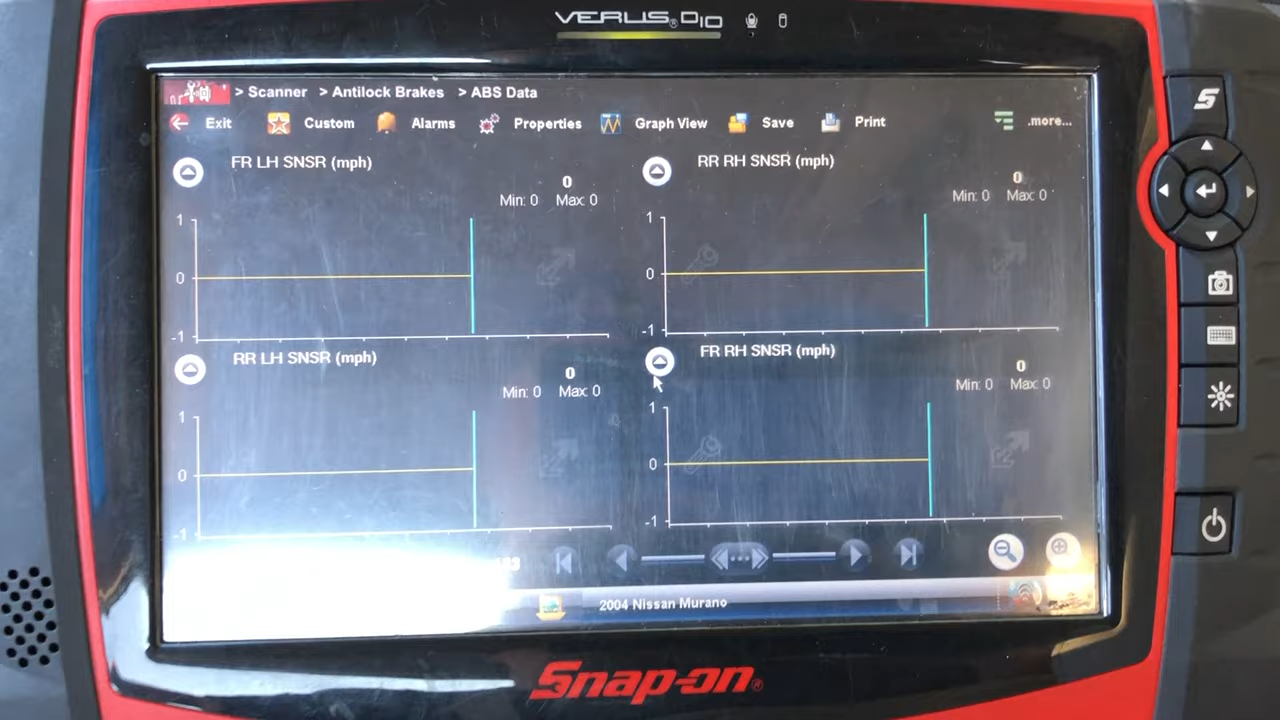 VERUS® D10
> Scanner > Antilock Brakes > ABS Data
Exit Custom Alarms Properties Graph View Save Print .more...
FR LH SNSR (mph)
0
Min: 0 Max: 0
1
0
-1
RR RH SNSR (mph)
0
Min: 0 Max: 0
1
0
-1
RR LH SNSR (mph)
0
Min: 0 Max: 0
1
0
-1
FR RH SNSR (mph)
0
Min: 0 Max: 0
1
0
-1
2004 Nissan Murano
Snap-on®